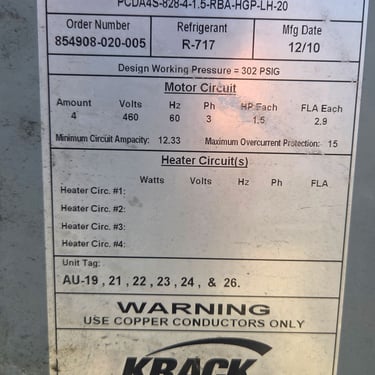 PCDA4S-828-4-1.5-RBA-HGP-LH-20
Order Number Refrigerant Mfg Date
854908-020-005 R-717 12/10
Design Working Pressure = 302 PSIG
Motor Circuit
Amount Volts Hz Ph HP Each FLA Each
4 460 60 3 1.5 2.9
Minimum Circuit Ampacity: 12.33 Maximum Overcurrent Protection: 15
Heater Circuit(s)
Watts Volts Hz Ph FLA
Heater Circ. #1:
Heater Circ. #2:
Heater Circ. #3:
Heater Circ. #4:
Unit Tag:
AU-19 , 21 , 22 , 23 , 24 , & 26.
WARNING
USE COPPER CONDUCTORS ONLY
KRACK